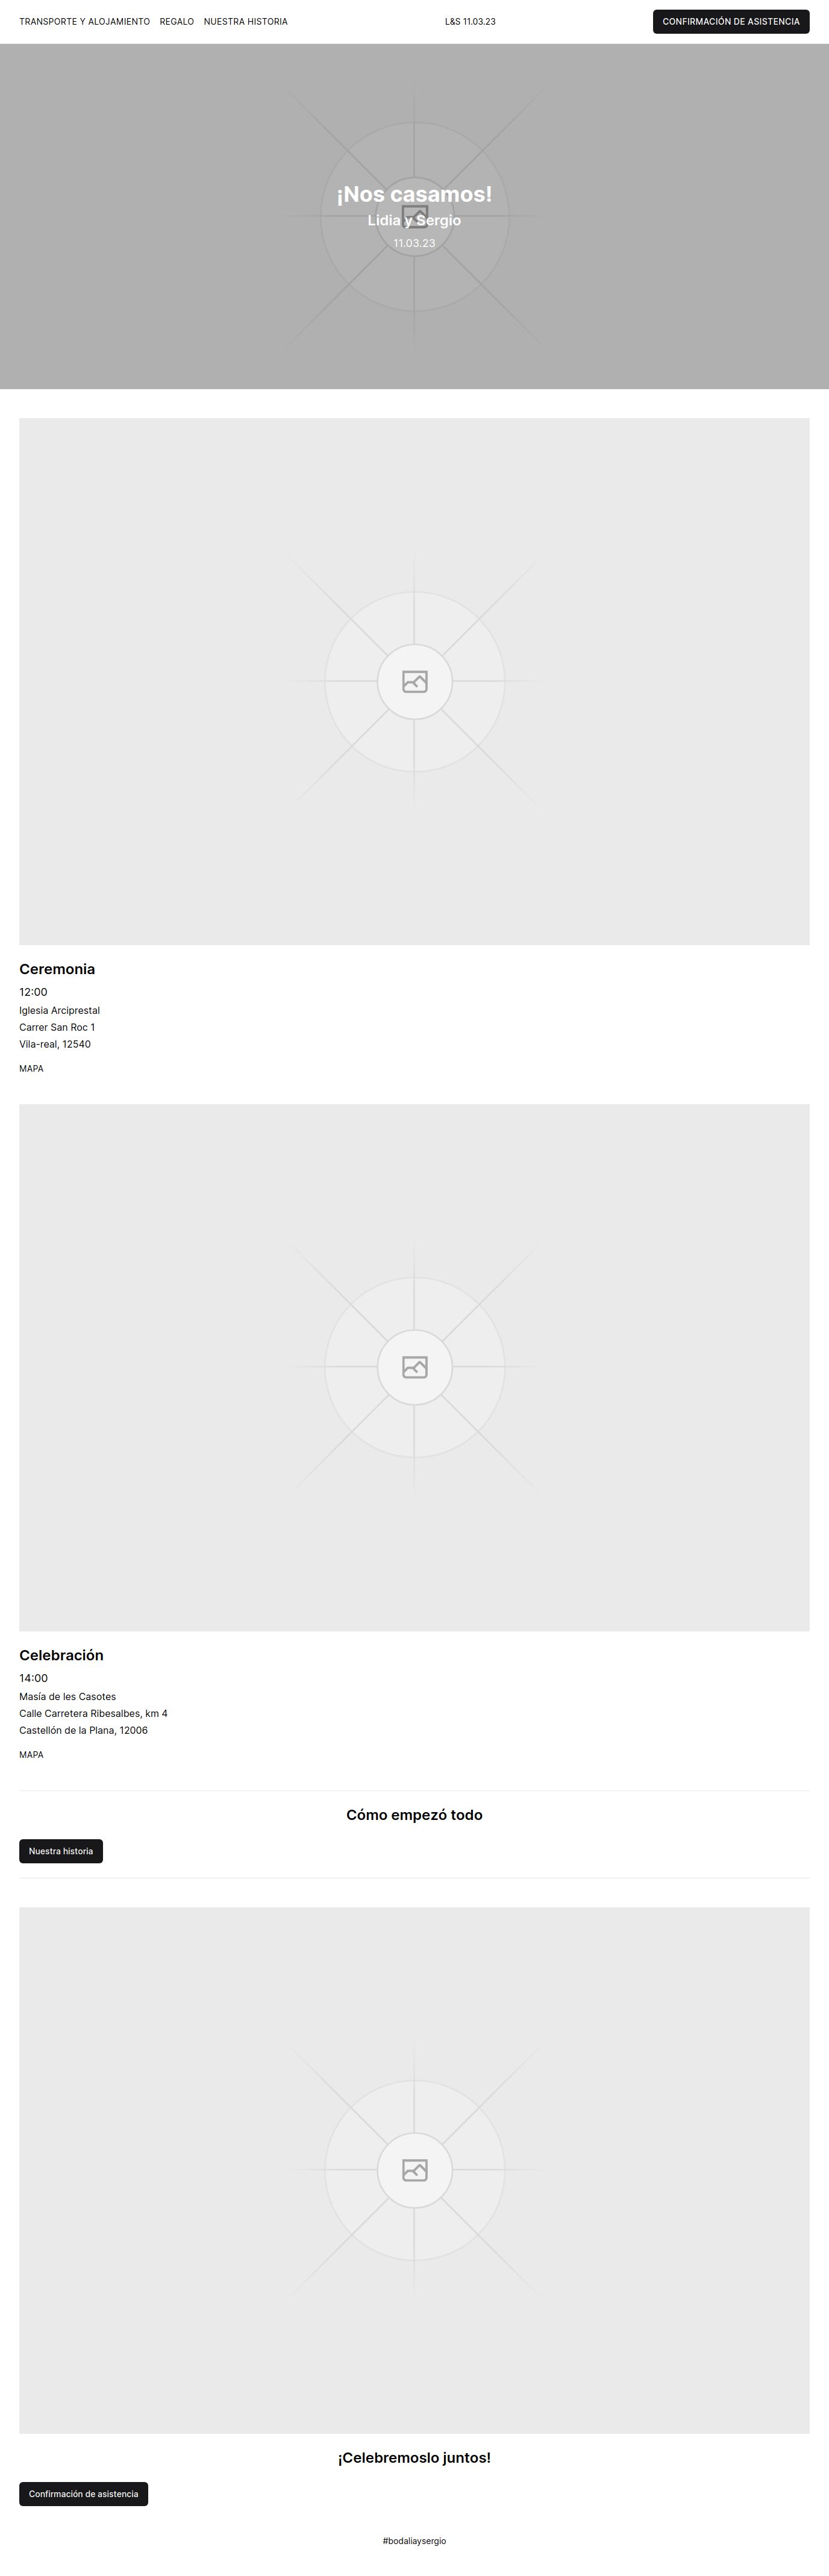 TRANSPORTE Y ALOJAMIENTO REGALO NUESTRA HISTORIA L&S 11.03.23 CONFIRMACIÓN DE ASISTENCIA
¡Nos casamos!
Lidia y Sergio
11.03.23
Ceremonia
12:00
Iglesia Arciprestal
Carrer San Roc 1
Vila-real, 12540
MAPA
Celebración
14:00
Masía de les Casotes
Calle Carretera Ribesalbes, km 4
Castellón de la Plana, 12006
MAPA
Cómo empezó todo
Nuestra historia
¡Celebremoslo juntos!
Confirmación de asistencia
#bodaliaysergio